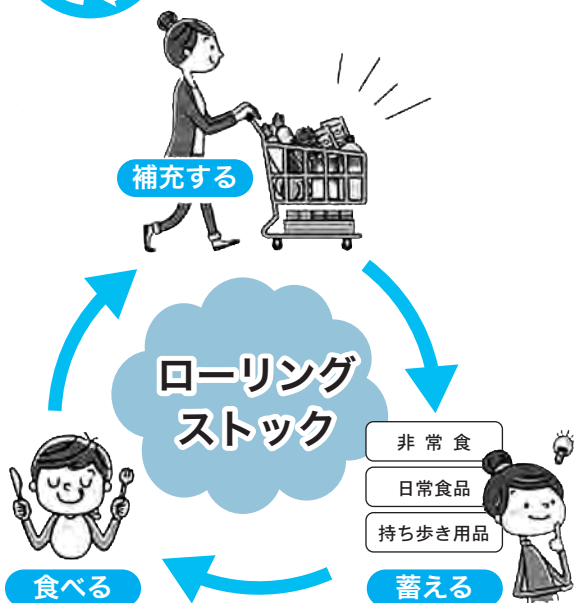 補充する
ローリング
ストック
非常食
日常食品
持ち歩き用品
食べる
蓄える